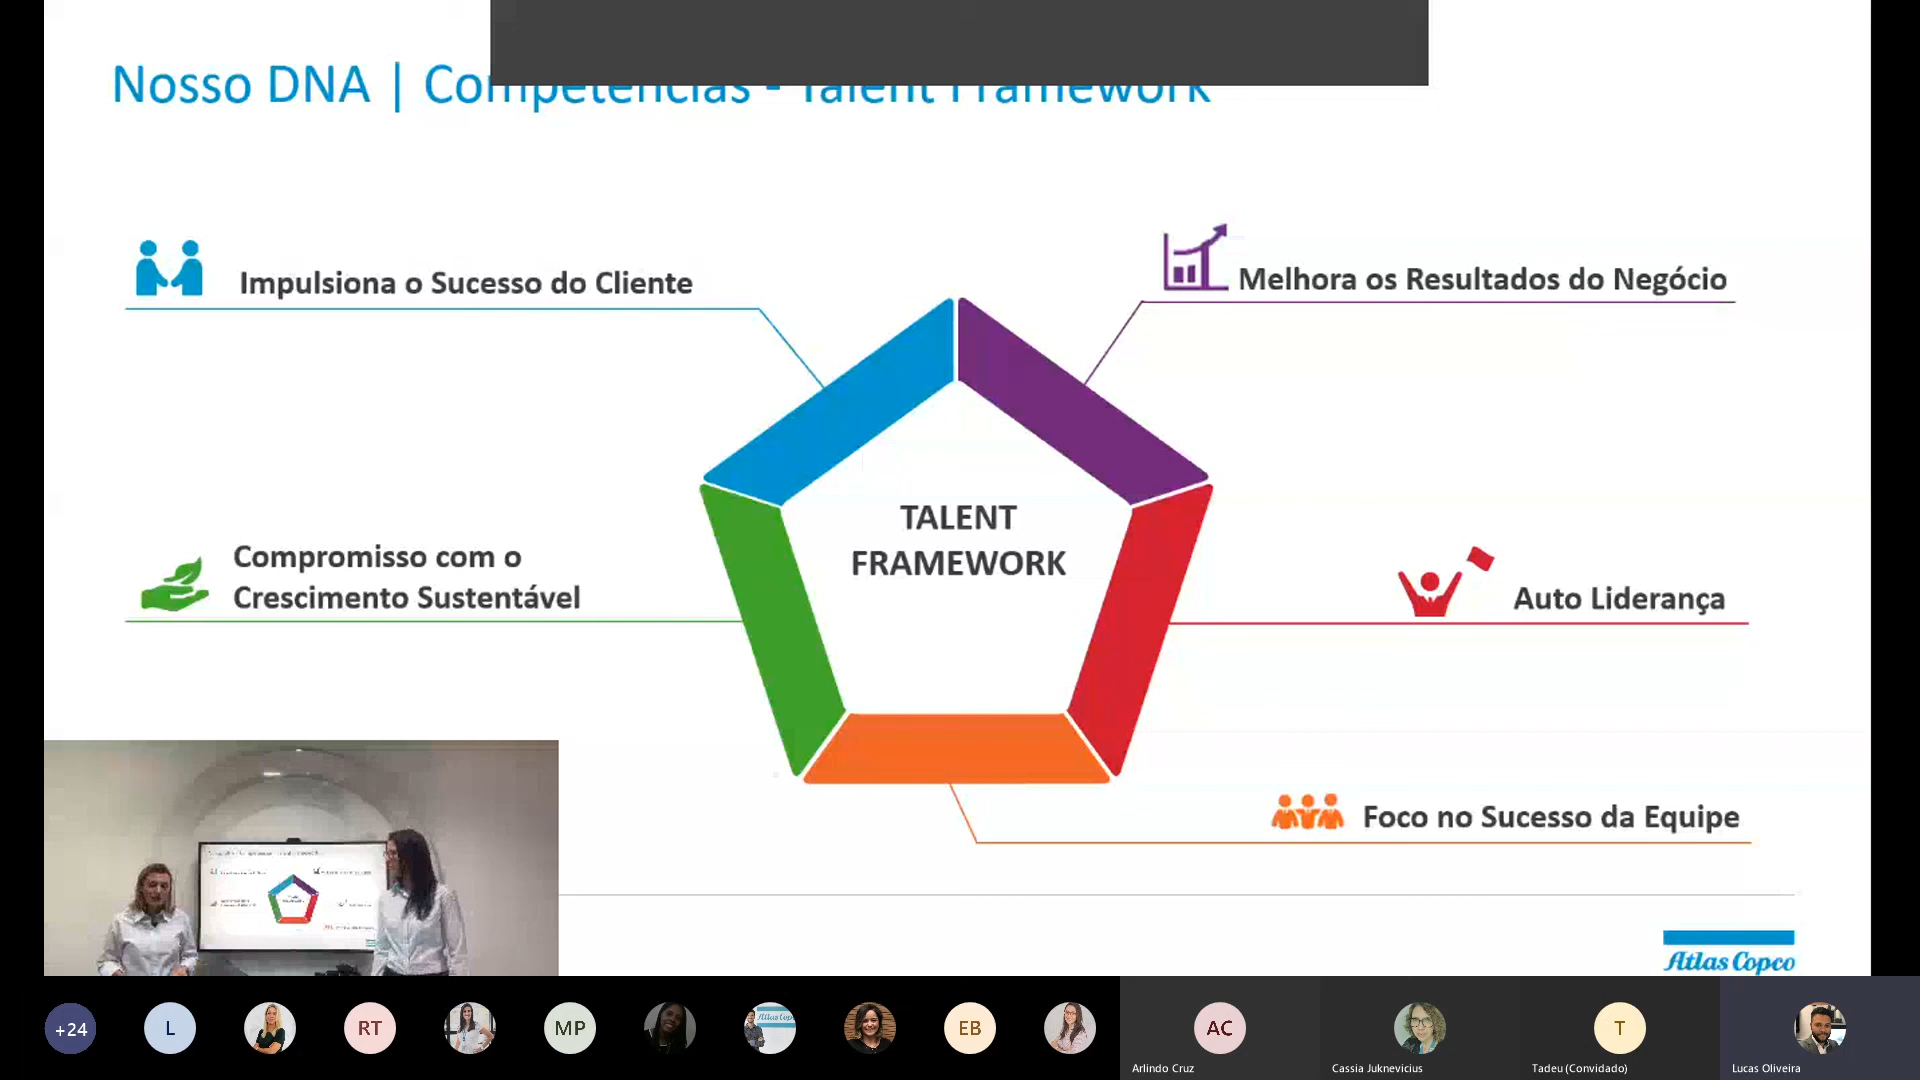 Nosso DNA | Competências - Talent Framework
Impulsiona o Sucesso do Cliente
Melhora os Resultados do Negócio
TALENT
FRAMEWORK
Compromisso com o
Crescimento Sustentável
Auto Liderança
Foco no Sucesso da Equipe
Atlas Copco
+24
L
RT
MP
EB
AC
T
Arlindo Cruz
Cassia Juknevicius
Tadeu (Convidado)
Lucas Oliveira